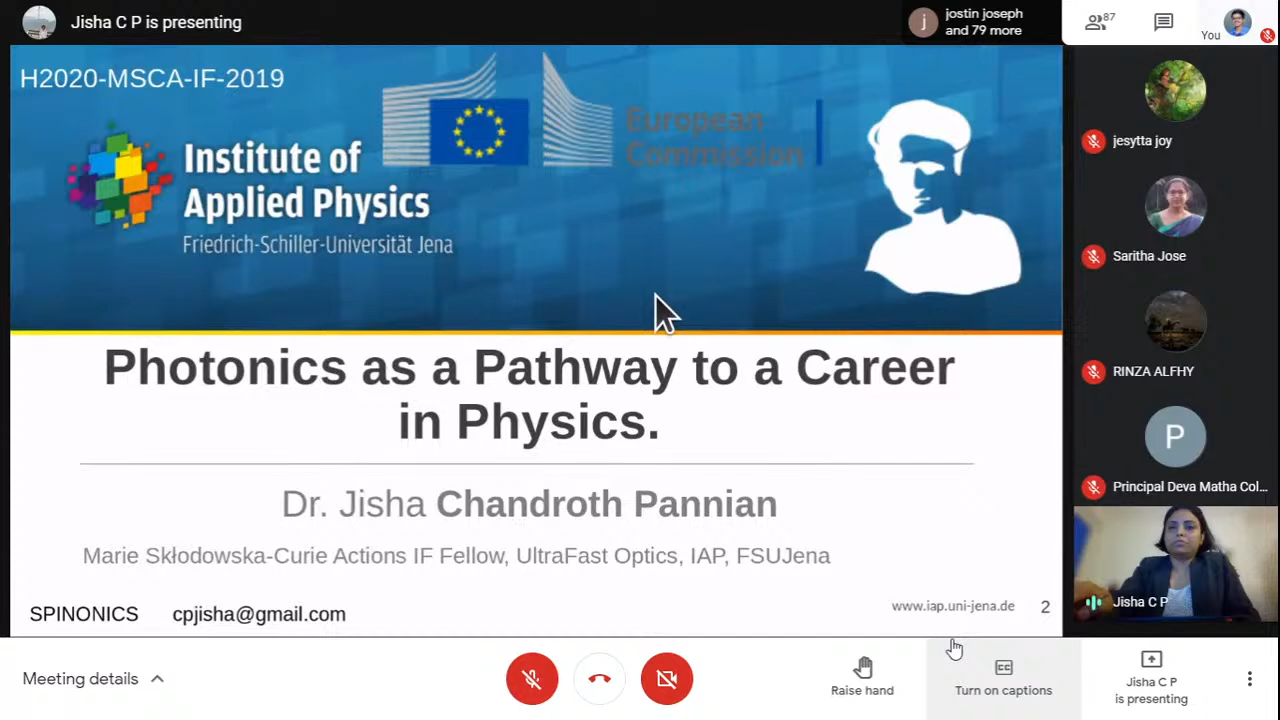 Jisha C P is presenting
jostin joseph
and 79 more
87
You
H2020-MSCA-IF-2019
European
Commission
Institute of
Applied Physics
Friedrich-Schiller-Universität Jena
Photonics as a Pathway to a Career
in Physics.
Dr. Jisha Chandroth Pannian
Marie Skłodowska-Curie Actions IF Fellow, UltraFast Optics, IAP, FSUJena
SPINONICS cpjisha@gmail.com
www.iap.uni-jena.de 2
j
jesytta joy
Saritha Jose
RINZA ALFHY
P
Principal Deva Matha Col...
Jisha C P
Meeting details
Raise hand
CC
Turn on captions
Jisha C P
is presenting